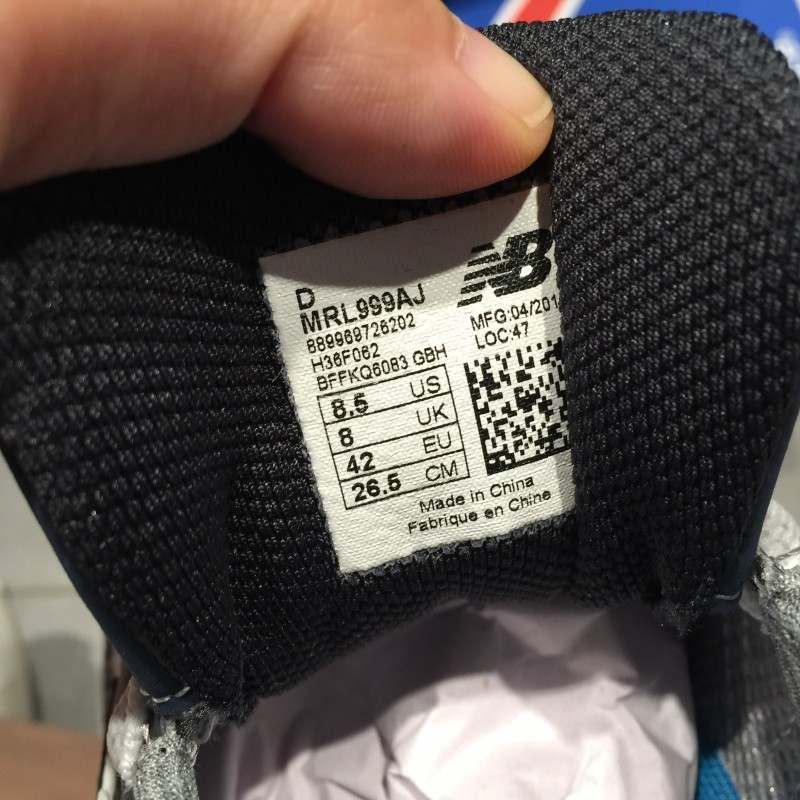 D
NB
MRL999AJ
889969726202
H36F062
BFFKQ6083 GBH
MFG:04/201
LOC:47
8.5 US
8 UK
42 EU
26.5 CM
Made in China
Fabrique en Chine